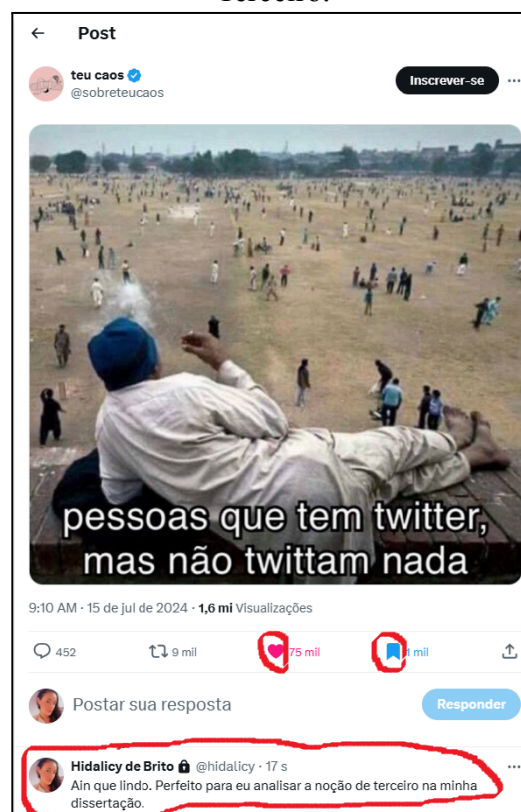 Terceiro.
Post
teu caos
@sobreteucaos
Inscrever-se
pessoas que tem twitter,
mas não twittam nada
9:10 AM · 15 de jul de 2024 · 1,6 mi Visualizações
452 9 mil 75 mil 1 mil
Postar sua resposta
Responder
Hidalicy de Brito @hidalicy · 17 s
Ain que lindo. Perfeito para eu analisar a noção de terceiro na minha
dissertação.